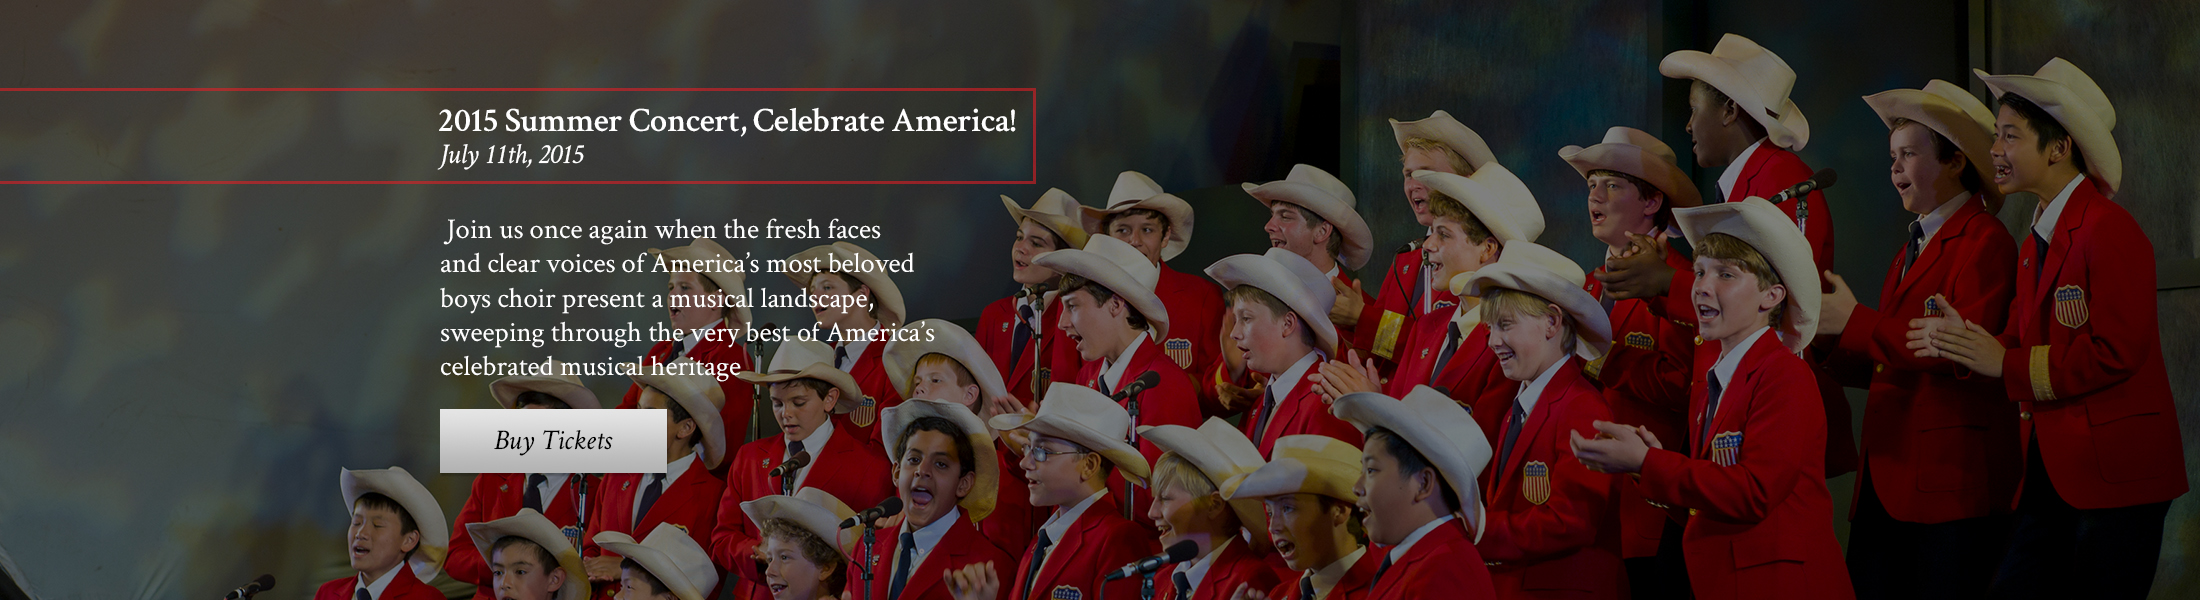 2015 Summer Concert, Celebrate America!
July 11th, 2015
Join us once again when the fresh faces
and clear voices of America’s most beloved
boys choir present a musical landscape,
sweeping through the very best of America’s
celebrated musical heritage
Buy Tickets